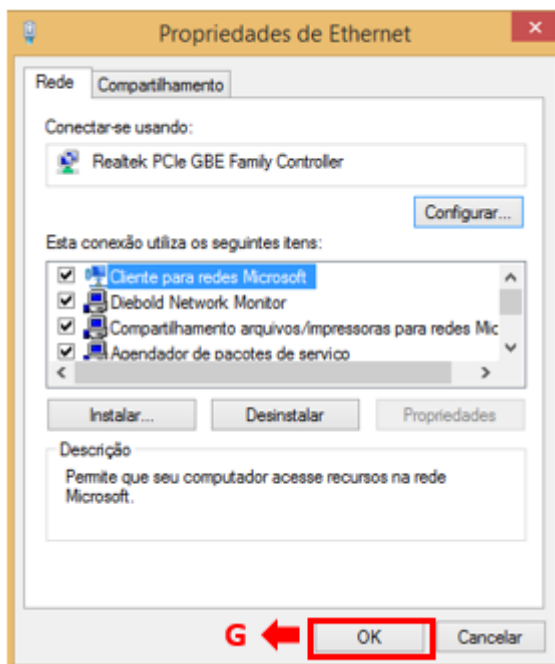 Propriedades de Ethernet
Rede Compartilhamento
Conectar-se usando:
Realtek PCIe GBE Family Controller
Configurar...
Esta conexão utiliza os seguintes itens:
Cliente para redes Microsoft
Diebold Network Monitor
Compartilhamento arquivos/impressoras para redes Mic
Agendador de pacotes de serviço
Instalar... Desinstalar Propriedades
Descrição
Permite que seu computador acesse recursos na rede
Microsoft.
G OK Cancelar